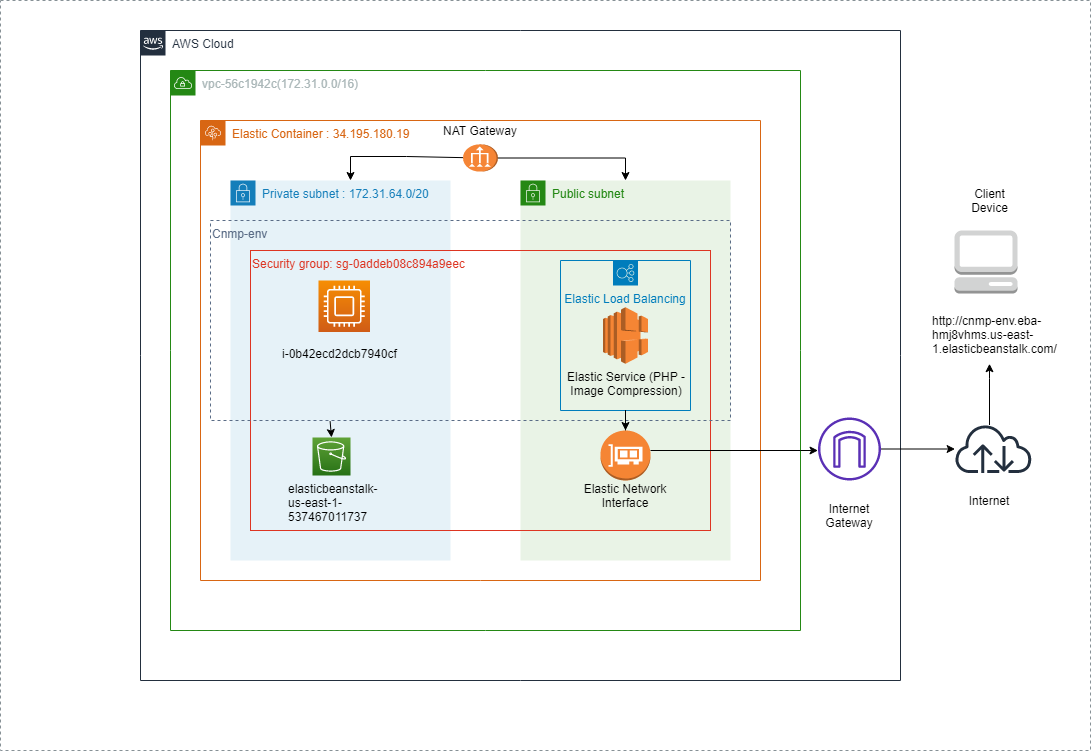 aws
AWS Cloud
vpc-56c1942c(172.31.0.0/16)
Elastic Container : 34.195.180.19
NAT Gateway
Private subnet : 172.31.64.0/20
Public subnet
Cnmp-env
Security group: sg-0addeb08c894a9eec
i-0b42ecd2dcb7940cf
Elastic Load Balancing
Elastic Service (PHP -
Image Compression)
elasticbeanstalk-
us-east-1-
537467011737
Elastic Network
Interface
Internet
Gateway
Client
Device
http://cnmp-env.eba-
hmj8vhms.us-east-
1.elasticbeanstalk.com/
Internet